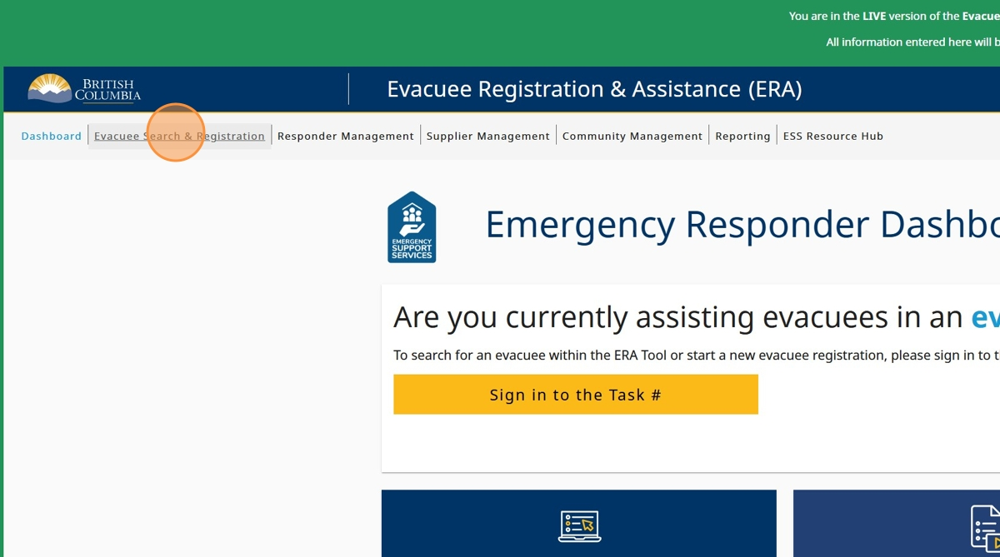 You are in the LIVE version of the Evacue
All information entered here will b
BRITISH
COLUMBIA
Evacuee Registration & Assistance (ERA)
Dashboard Evacuee Search & Registration Responder Management Supplier Management Community Management Reporting ESS Resource Hub
EMERGENCY
SUPPORT
SERVICES
Emergency Responder Dashbo
Are you currently assisting evacuees in an ev
To search for an evacuee within the ERA Tool or start a new evacuee registration, please sign in to t
Sign in to the Task #